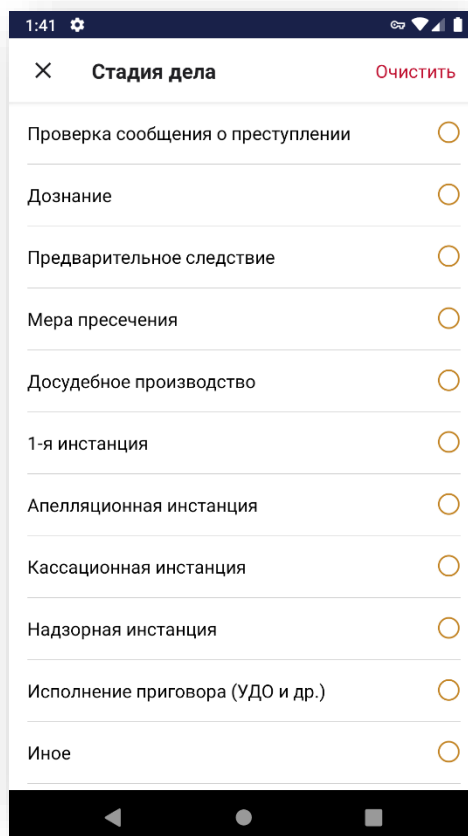 1:41
Стадия дела
Очистить
Проверка сообщения о преступлении
Дознание
Предварительное следствие
Мера пресечения
Досудебное производство
1-я инстанция
Апелляционная инстанция
Кассационная инстанция
Надзорная инстанция
Исполнение приговора (УДО и др.)
Иное